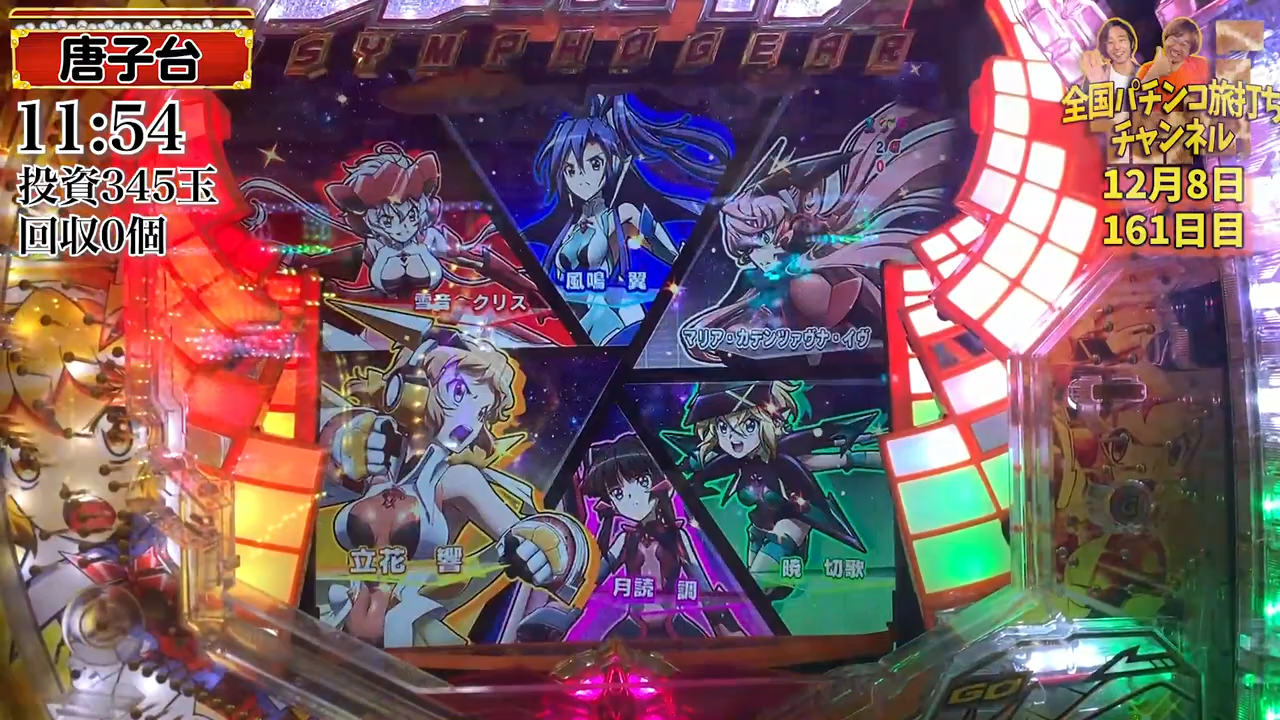 唐子台
11:54
投資345玉
回収0個
SYMPHOGEAR
全国パチンコ旅打ち
チャンネル
12月8日
161日目
雪音 クリス
風鳴 翼
マリア・カデンツァヴナ・イヴ
立花 響
月読 調
暁 切歌
GO